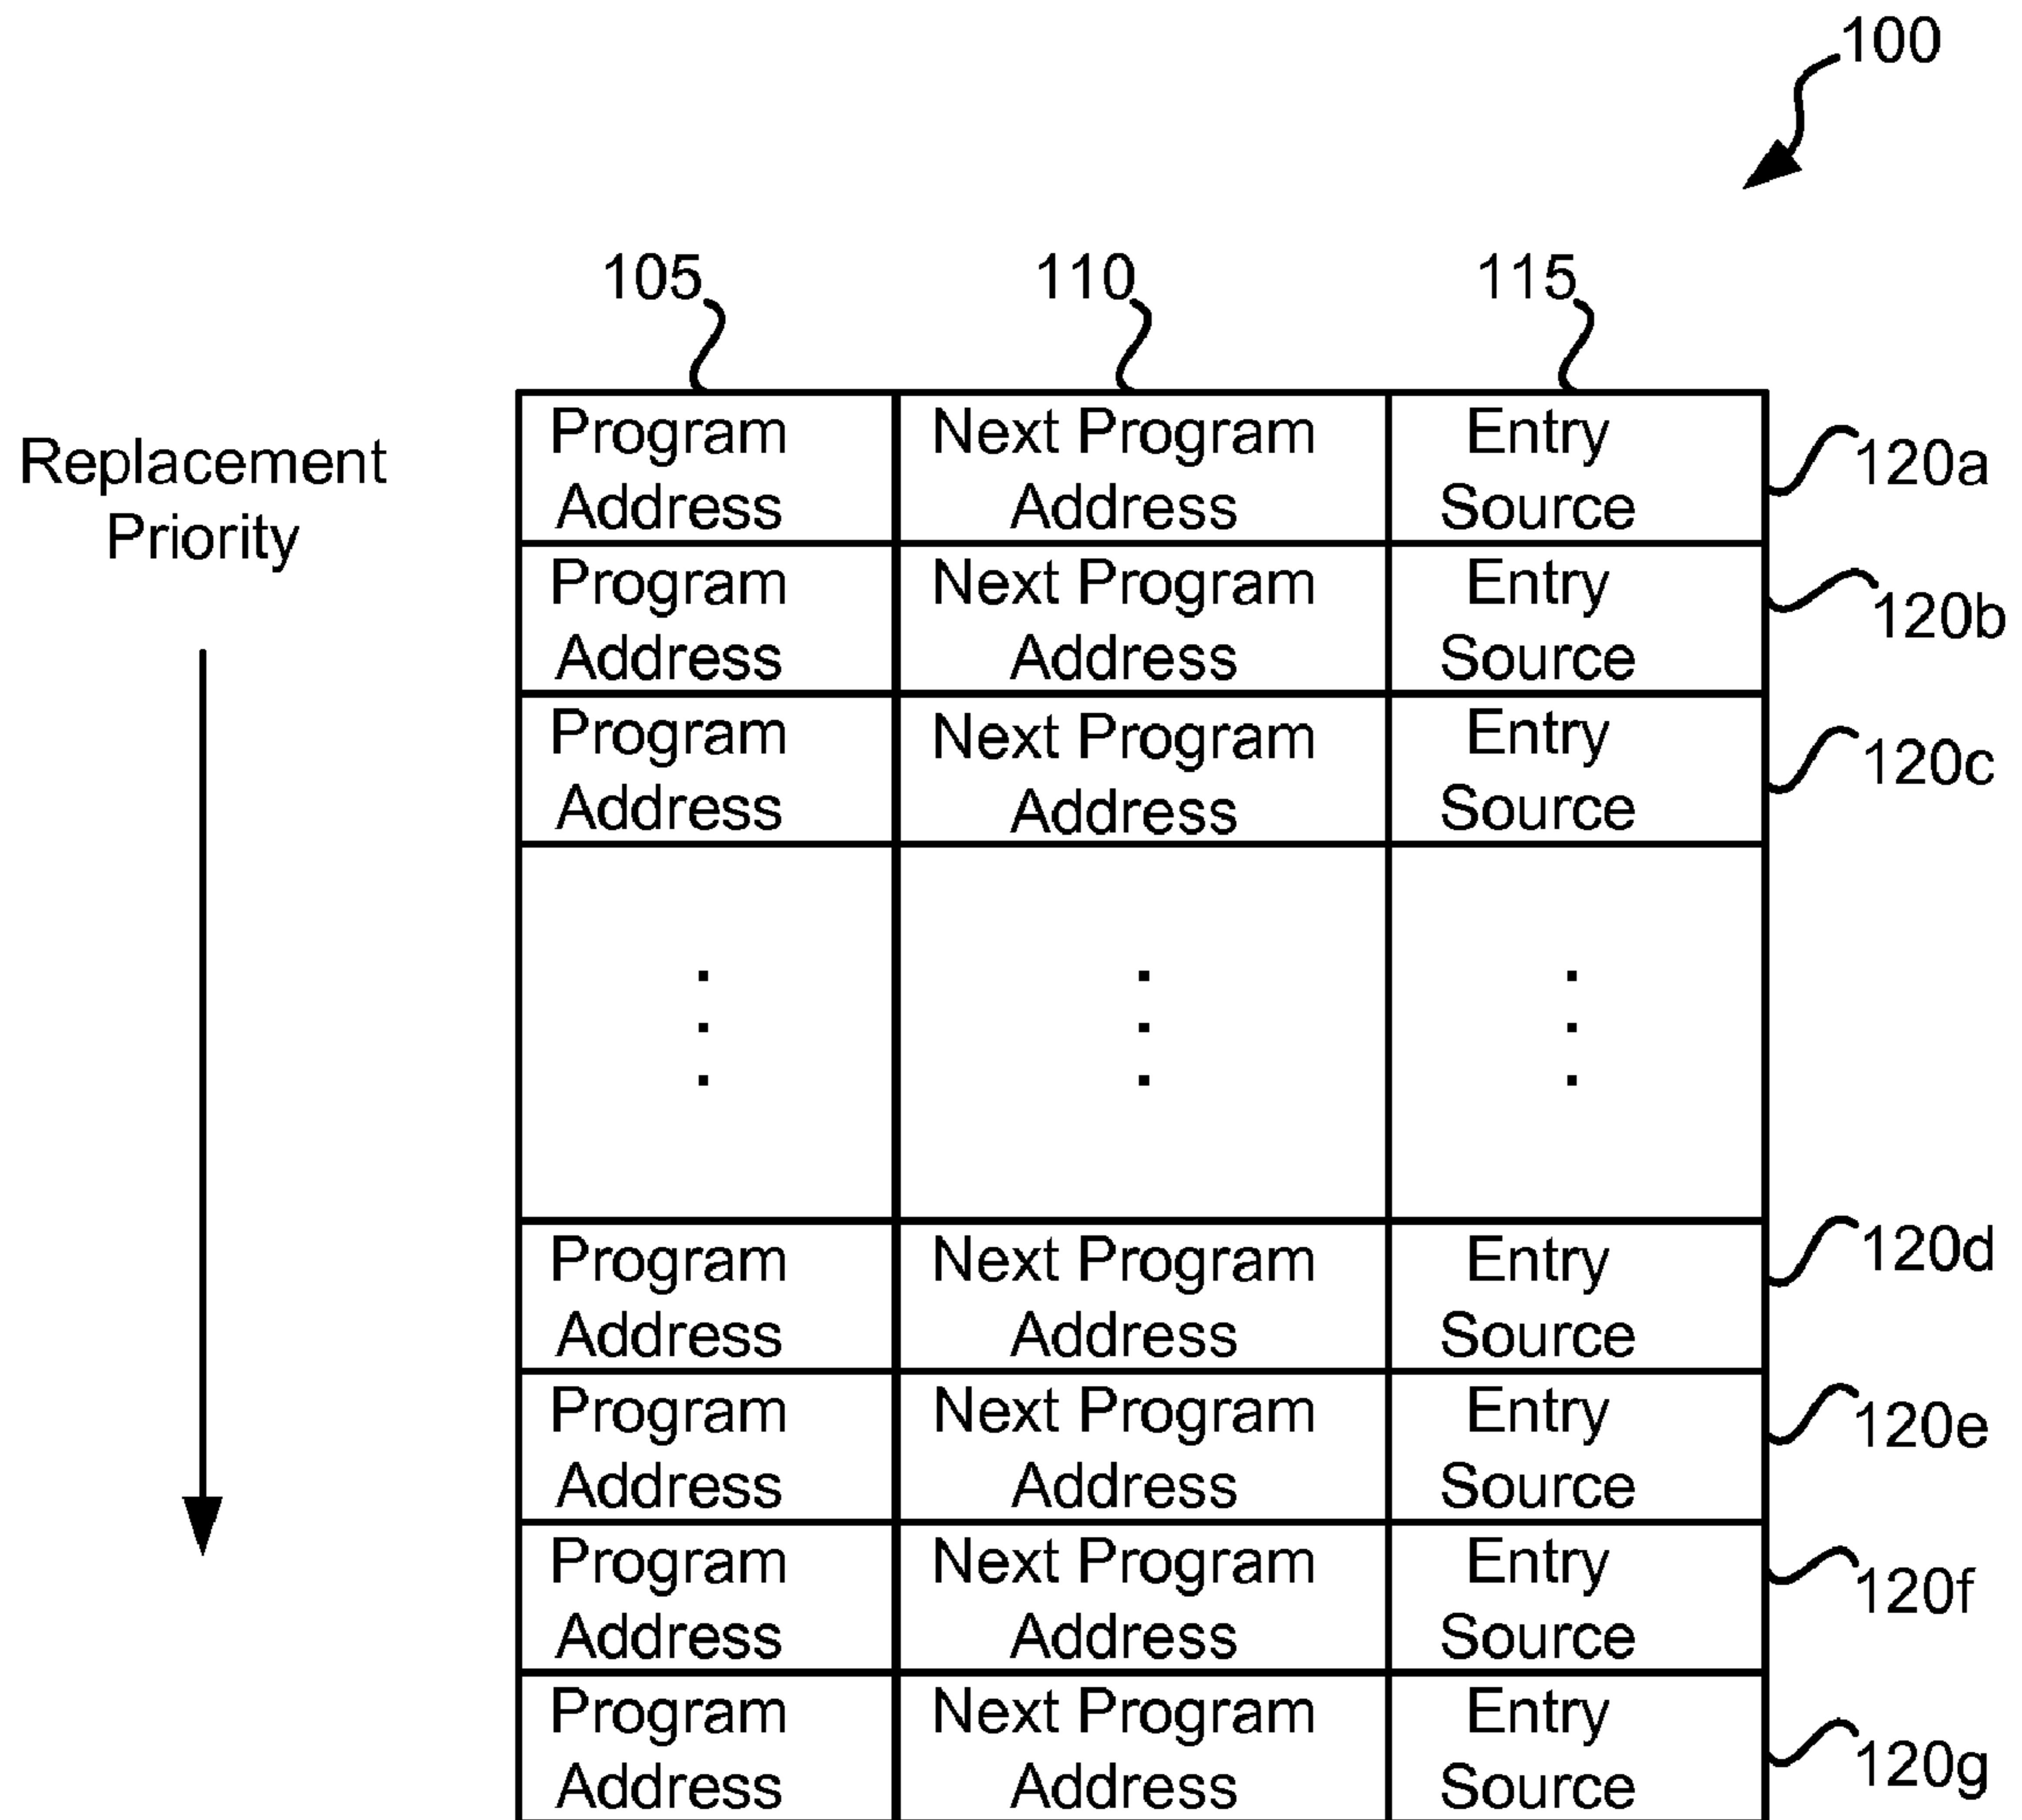 100
105 110 115
Replacement
Priority
Program Next Program Entry
Address Address Source
120a
Program Next Program Entry
Address Address Source
120b
Program Next Program Entry
Address Address Source
120c
Program Next Program Entry
Address Address Source
120d
Program Next Program Entry
Address Address Source
120e
Program Next Program Entry
Address Address Source
120f
Program Next Program Entry
Address Address Source
120g